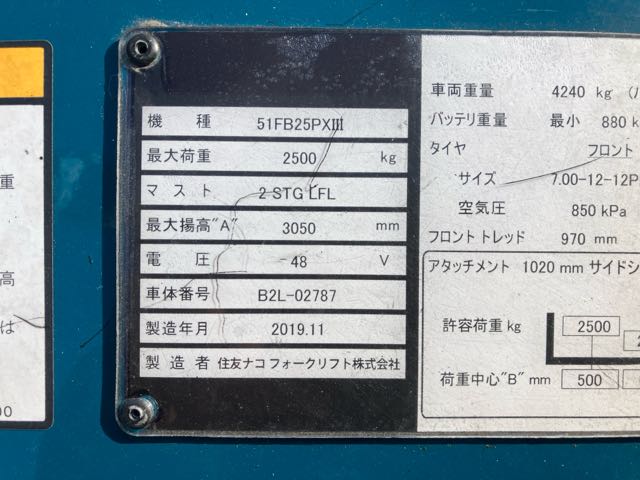 機種 51FB25PXⅢ
最大荷重 2500 kg
マスト 2 STG LFL
最大揚高"A" 3050 mm
電圧 48 V
車体番号 B2L-02787
製造年月 2019.11
製造者 住友ナコ フォークリフト株式会社
車両重量 4240 kg
バッテリ重量 最小 880
タイヤ フロント
サイズ 7.00-12-12P
空気圧 850 kPa
フロントトレッド 970 mm
アタッチメント 1020 mm サイドシ
許容荷重 kg 2500
荷重中心"B" mm 500
重
高
は
00